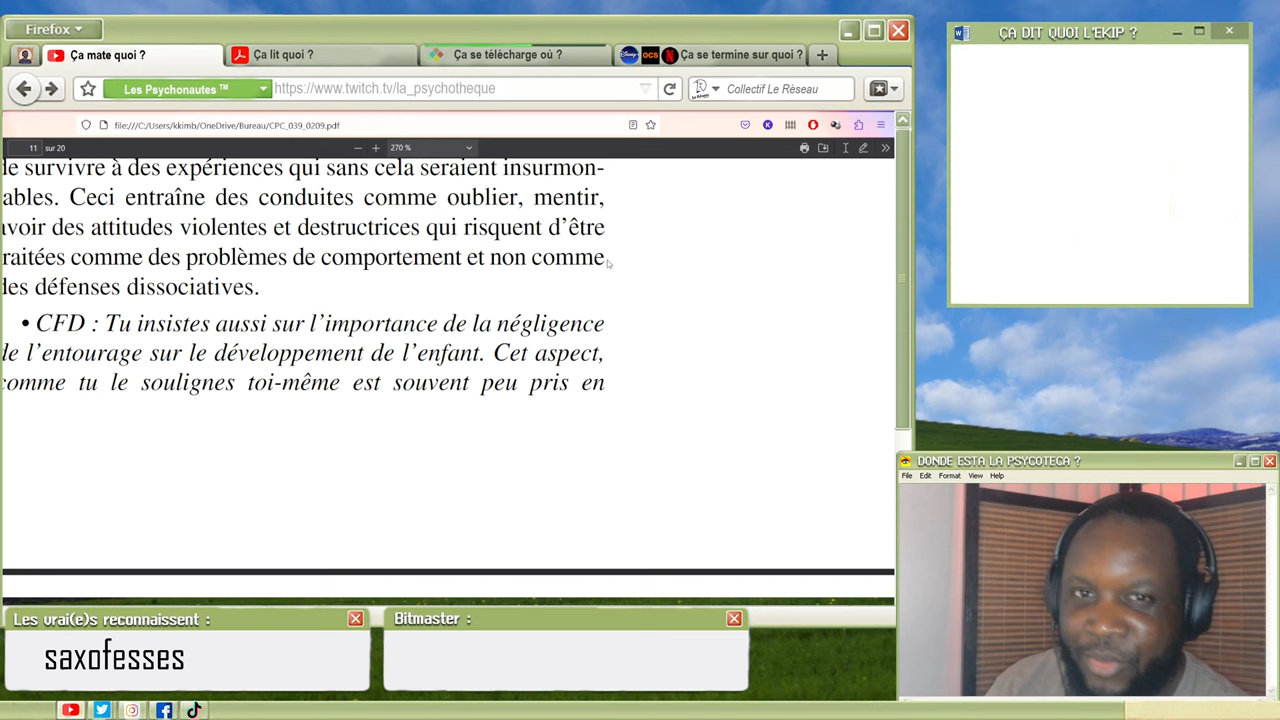 Firefox
Ça mate quoi ?
Ça lit quoi ?
Ça se télécharge où ?
Disney+
OCS
N
Ça se termine sur quoi ?
Les Psychonautes ™
https://www.twitch.tv/la_psychotheque
Collectif Le Réseau
file:///C:/Users/kkimb/OneDrive/Bureau/CPC_039_0209.pdf
11 sur 20
270 %
de survivre à des expériences qui sans cela seraient insurmon-
ables. Ceci entraîne des conduites comme oublier, mentir,
avoir des attitudes violentes et destructrices qui risquent d’être
raitées comme des problèmes de comportement et non comme
des défenses dissociatives.
• CFD : Tu insistes aussi sur l’importance de la négligence
de l’entourage sur le développement de l’enfant. Cet aspect,
comme tu le soulignes toi-même est souvent peu pris en
ÇA DIT QUOI L'EKIP ?
DONDE ESTA LA PSYCOTECA ?
File Edit Format View Help
Les vrai(e)s reconnaissent :
saxofesses
Bitmaster :